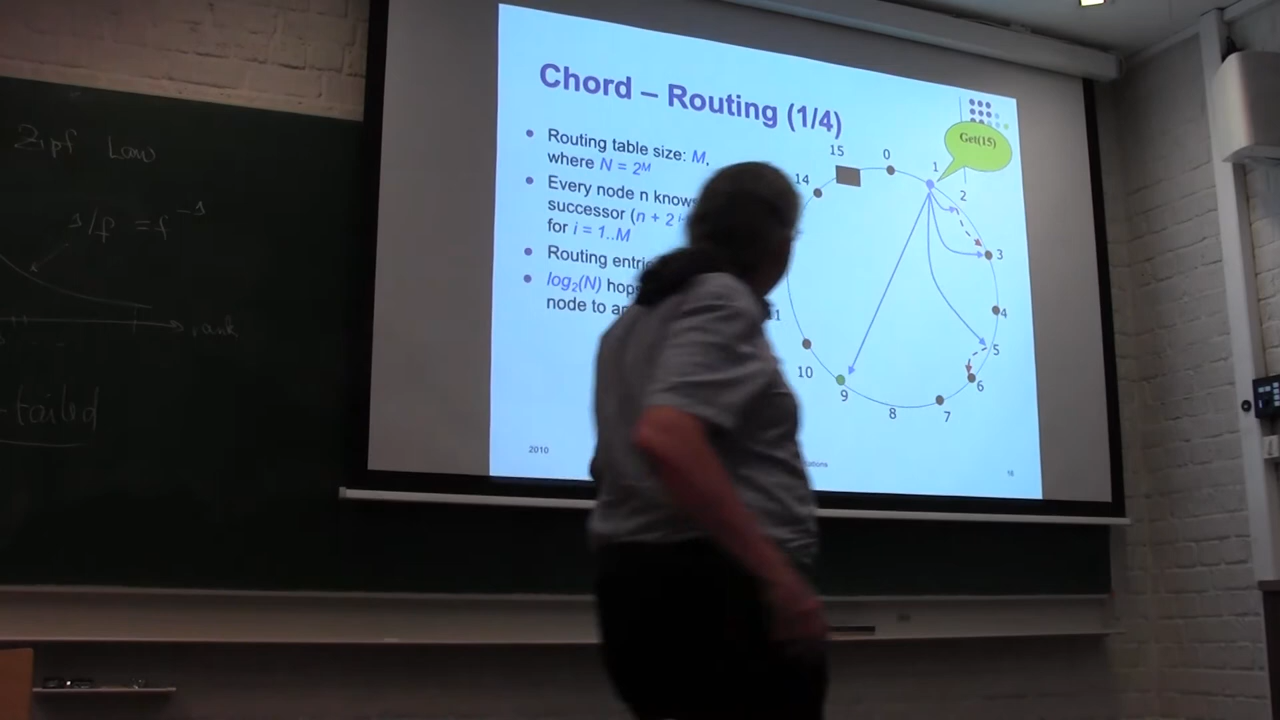 Zipf Law
1/f = f⁻¹
rank
-tailed
Chord – Routing (1/4)
• Routing table size: M,
where N = 2ᴹ
• Every node n knows
successor (n + 2
for i = 1..M
• Routing entri
• log₂(N) hops
node to a
Get(15)
15
0
1
2
14
3
4
5
10
6
9
8
7
2010
16